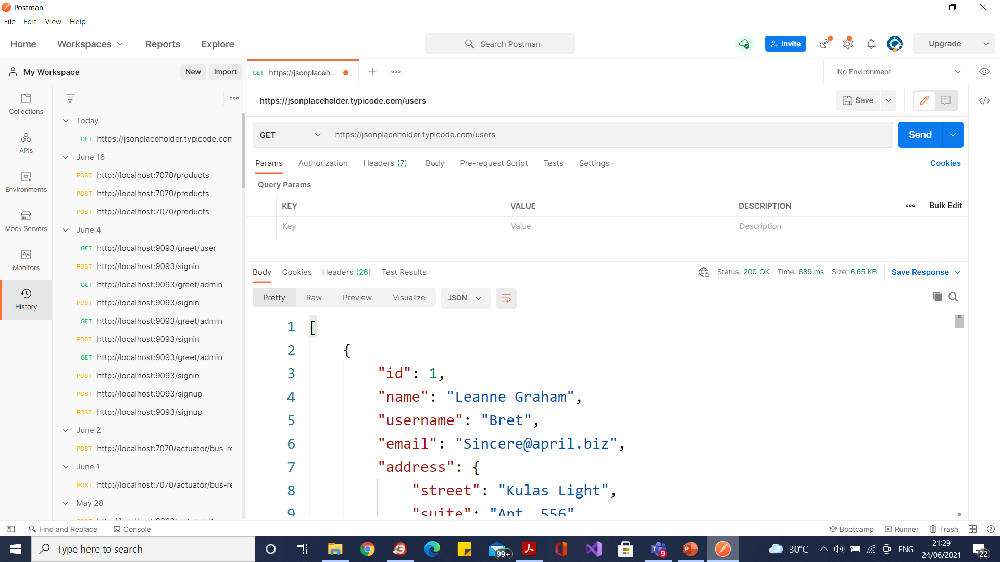 Postman
File Edit View Help
Home Workspaces Reports Explore
Search Postman
Invite
Upgrade
My Workspace
New Import
GET https://jsonplaceh...
No Environment
https://jsonplaceholder.typicode.com/users
Save
GET https://jsonplaceholder.typicode.com/users
Send
Params Authorization Headers (7) Body Pre-request Script Tests Settings
Cookies
Query Params
KEY VALUE DESCRIPTION Bulk Edit
Key Value Description
Body Cookies Headers (26) Test Results
Status: 200 OK Time: 689 ms Size: 6.65 KB Save Response
Pretty Raw Preview Visualize JSON
1 [
2 {
3 "id": 1,
4 "name": "Leanne Graham",
5 "username": "Bret",
6 "email": "Sincere@april.biz",
7 "address": {
8 "street": "Kulas Light",
9 "suite": "Apt. 556"
Collections
APIs
Environments
Mock Servers
Monitors
History
Today
GET https://jsonplaceholder.typicode.com
June 16
POST http://localhost:7070/products
POST http://localhost:7070/products
POST http://localhost:7070/products
June 4
GET http://localhost:9093/greet/user
POST http://localhost:9093/signin
GET http://localhost:9093/greet/admin
POST http://localhost:9093/signin
GET http://localhost:9093/greet/admin
POST http://localhost:9093/signin
GET http://localhost:9093/greet/admin
POST http://localhost:9093/signin
POST http://localhost:9093/signup
POST http://localhost:9093/signup
June 2
POST http://localhost:7070/actuator/bus-re
June 1
POST http://localhost:7070/actuator/bus-re
May 28
Find and Replace Console
Bootcamp Runner Trash
Type here to search
99+
9
30°C
ENG
21:29
24/06/2021
22